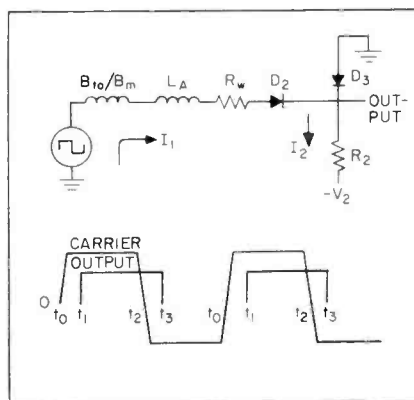 B_to/B_m L_A R_w D_2 D_3
OUT-
PUT
I_1 I_2 R_2
-V_2
CARRIER
OUTPUT
0
t_0 t_1 t_2 t_3 t_0 t_1 t_2 t_3